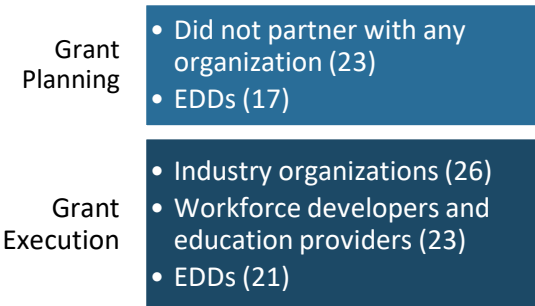 Grant
Planning
• Did not partner with any
organization (23)
• EDDs (17)
Grant
Execution
• Industry organizations (26)
• Workforce developers and
education providers (23)
• EDDs (21)